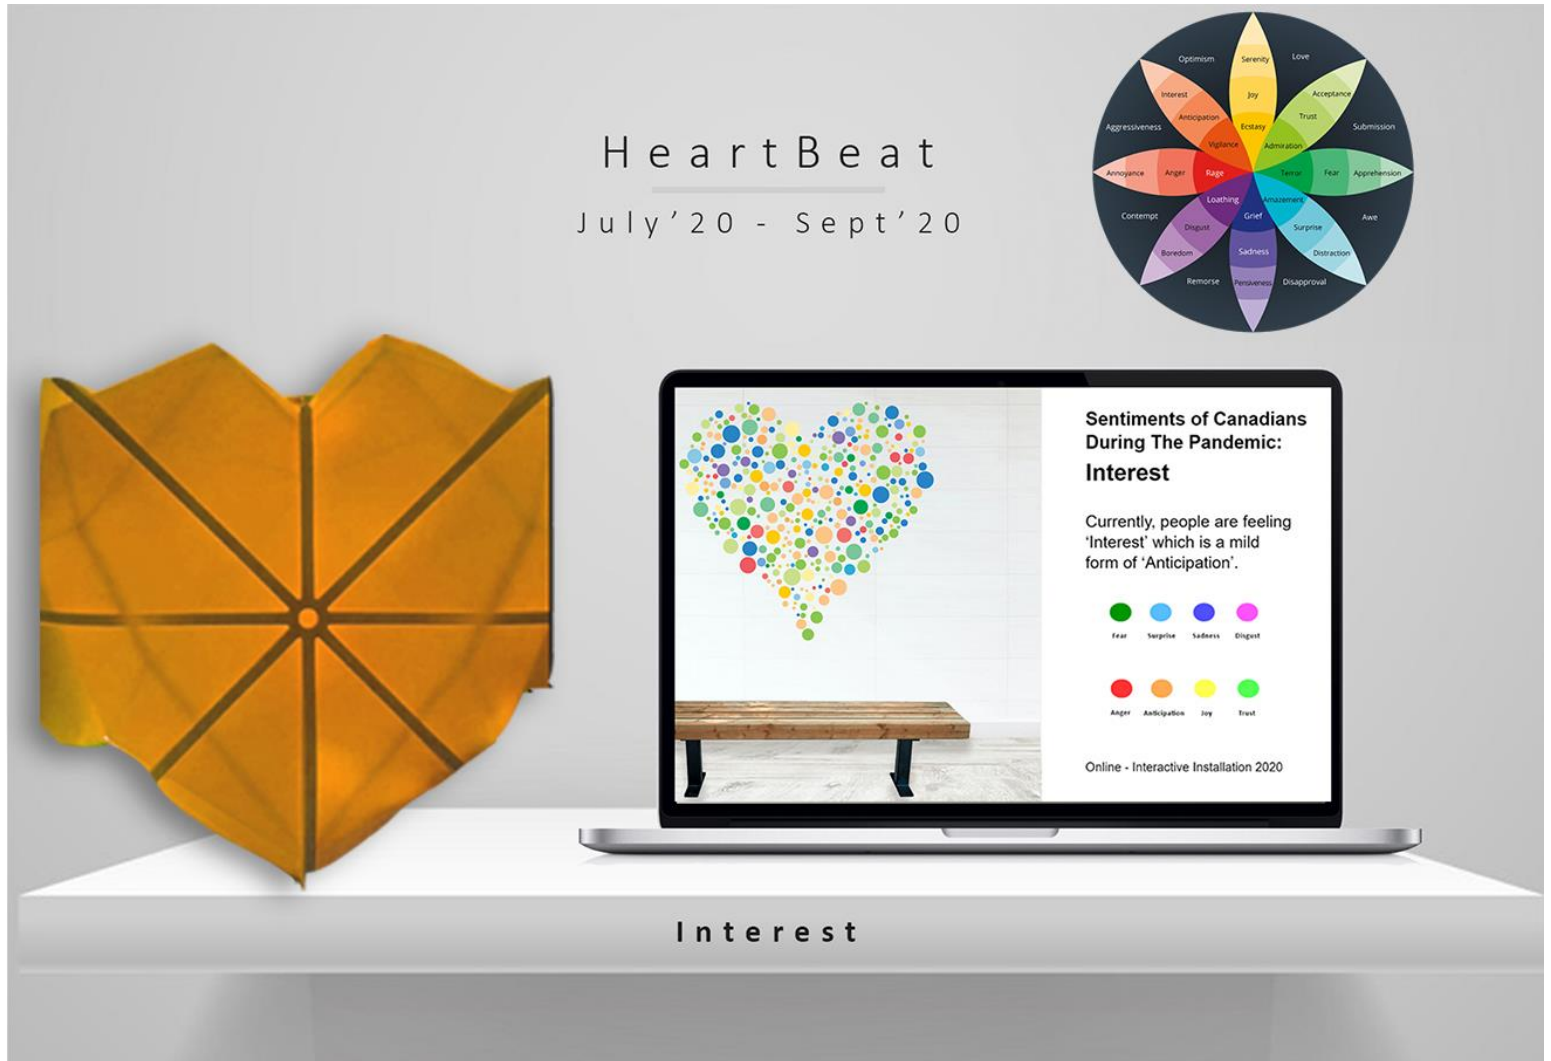 HeartBeat
July'20 - Sept'20
Optimism
Serenity
Love
Interest
Joy
Acceptance
Anticipation
Trust
Aggressiveness
Ecstasy
Submission
Vigilance
Admiration
Annoyance
Anger
Rage
Terror
Fear
Apprehension
Loathing
Amazement
Contempt
Grief
Awe
Disgust
Surprise
Boredom
Sadness
Distraction
Remorse
Pensiveness
Disapproval
Sentiments of Canadians
During The Pandemic:
Interest
Currently, people are feeling
'Interest' which is a mild
form of 'Anticipation'.
Fear Surprise Sadness Disgust
Anger Anticipation Joy Trust
Online - Interactive Installation 2020
Interest